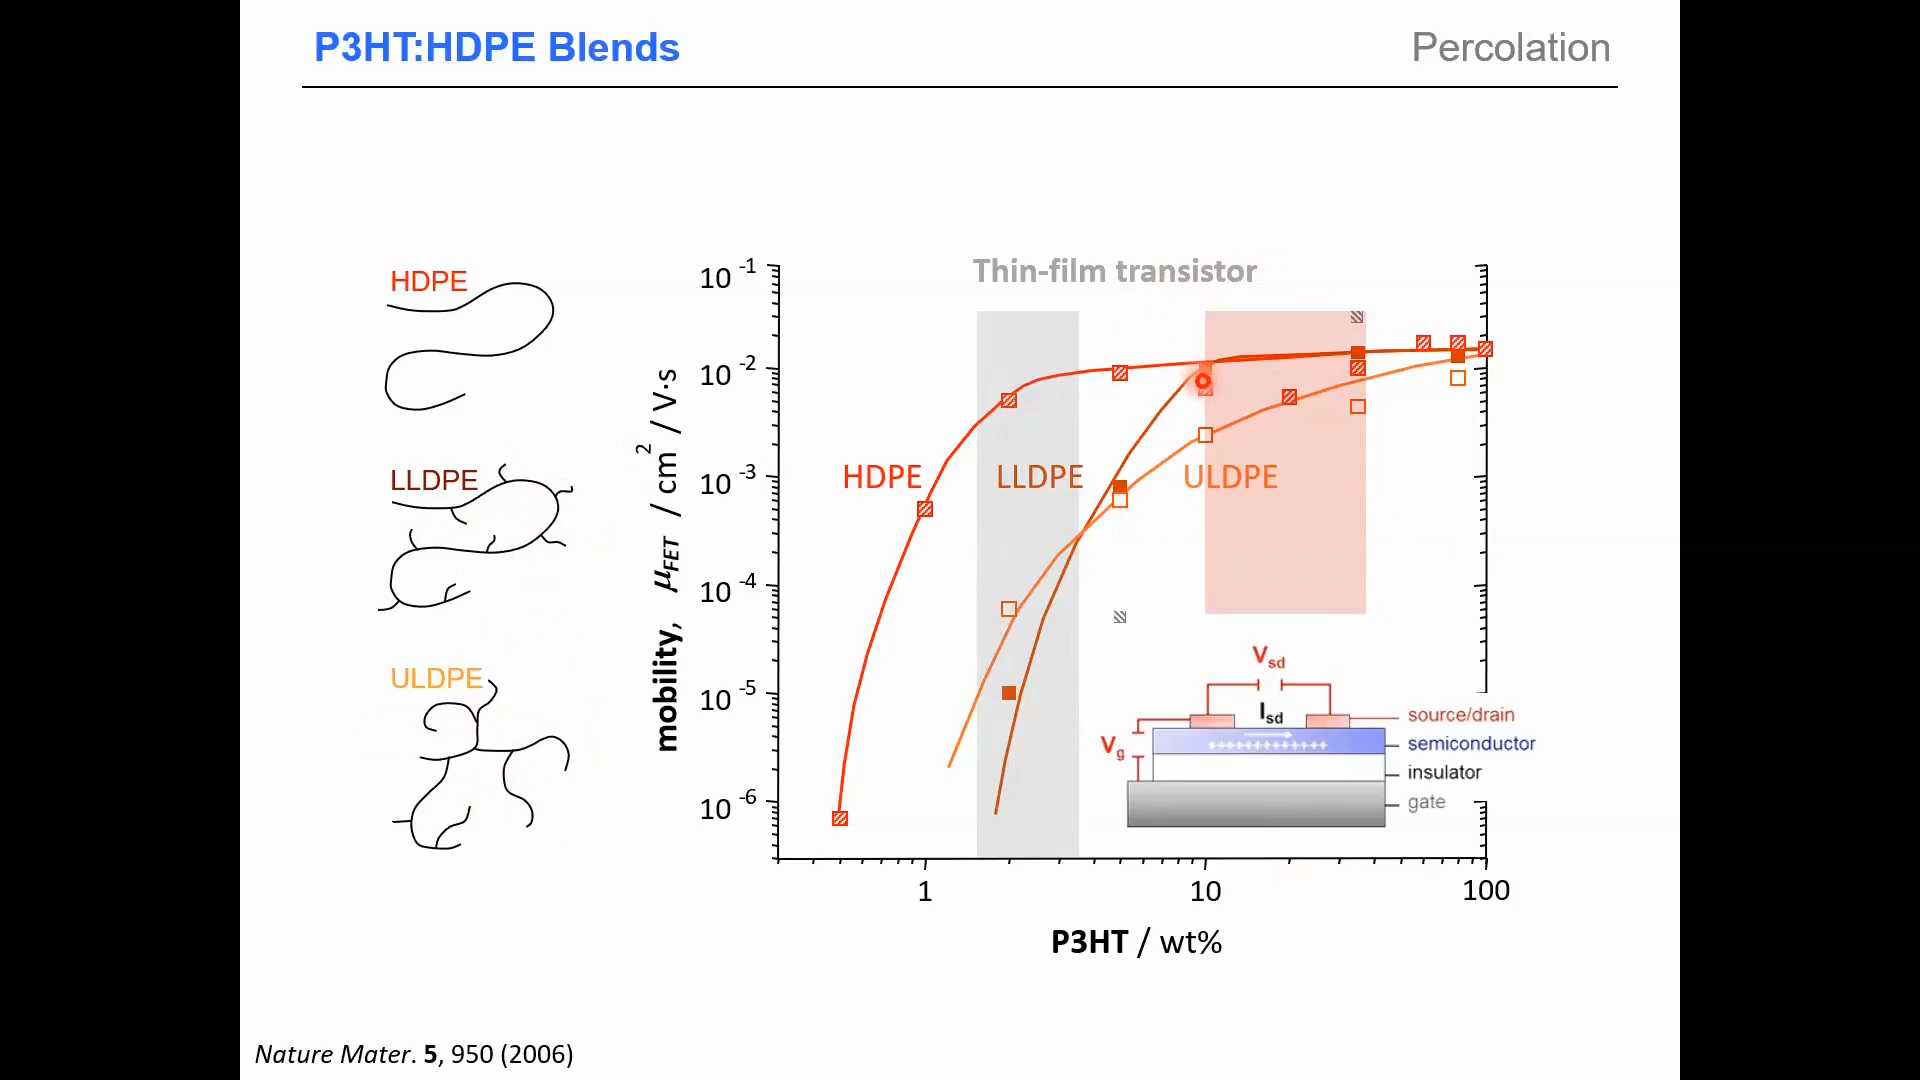 P3HT:HDPE Blends
Percolation
HDPE
LLDPE
ULDPE
Thin-film transistor
mobility, μFET / cm2 / V·s
10-1
10-2
10-3
10-4
10-5
10-6
HDPE
LLDPE
ULDPE
Vsd
Isd
Vg
+++++++++++++
source/drain
semiconductor
insulator
gate
1
10
100
P3HT / wt%
Nature Mater. 5, 950 (2006)